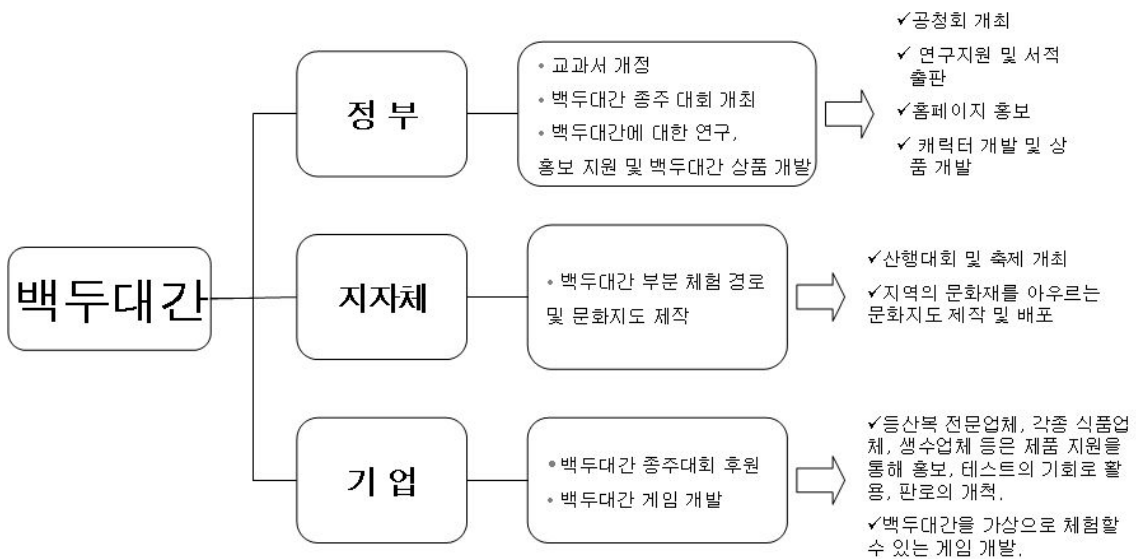 백두대간
정 부
• 교과서 개정
• 백두대간 종주 대회 개최
• 백두대간에 대한 연구,
홍보 지원 및 백두대간 상품 개발
✓공청회 개최
✓ 연구지원 및 서적
출판
✓홈페이지 홍보
✓ 캐릭터 개발 및 상
품 개발
지자체
• 백두대간 부분 체험 경로
및 문화지도 제작
✓산행대회 및 축제 개최
✓지역의 문화재를 아우르는
문화지도 제작 및 배포
기 업
• 백두대간 종주대회 후원
• 백두대간 게임 개발
✓등산복 전문업체, 각종 식품업
체, 생수업체 등은 제품 지원을
통해 홍보, 테스트의 기회로 활
용, 판로의 개척.
✓백두대간을 가상으로 체험할
수 있는 게임 개발.